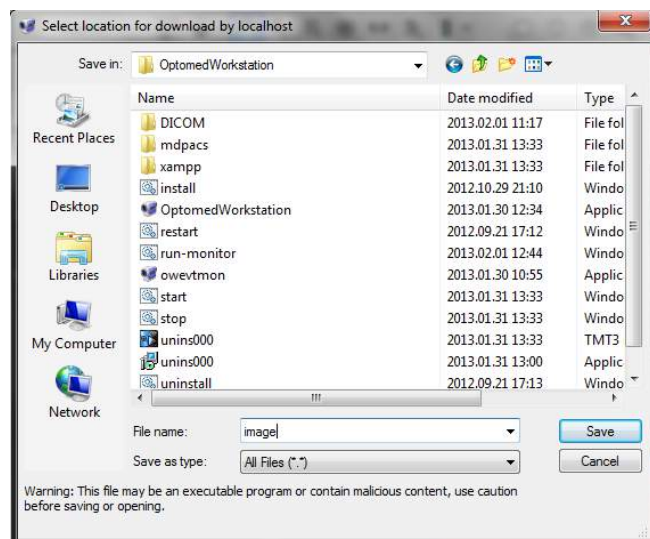 Select location for download by localhost
Save in: OptomedWorkstation
Name Date modified Type
DICOM 2013.02.01 11:17 File fol
mdpacs 2013.01.31 13:33 File fol
xampp 2013.01.31 13:33 File fol
install 2012.10.29 21:10 Windo
OptomedWorkstation 2013.01.30 12:34 Applic
restart 2012.09.21 17:12 Windo
run-monitor 2013.02.01 12:44 Windo
owevtmon 2013.01.30 10:55 Applic
start 2013.01.31 13:33 Windo
stop 2013.01.31 13:33 Windo
unins000 2013.01.31 13:33 TMT3
unins000 2013.01.31 13:00 Applic
uninstall 2012.09.21 17:13 Windo
Recent Places
Desktop
Libraries
My Computer
Network
File name: image Save
Save as type: All Files (*.*) Cancel
Warning: This file may be an executable program or contain malicious content, use caution
before saving or opening.